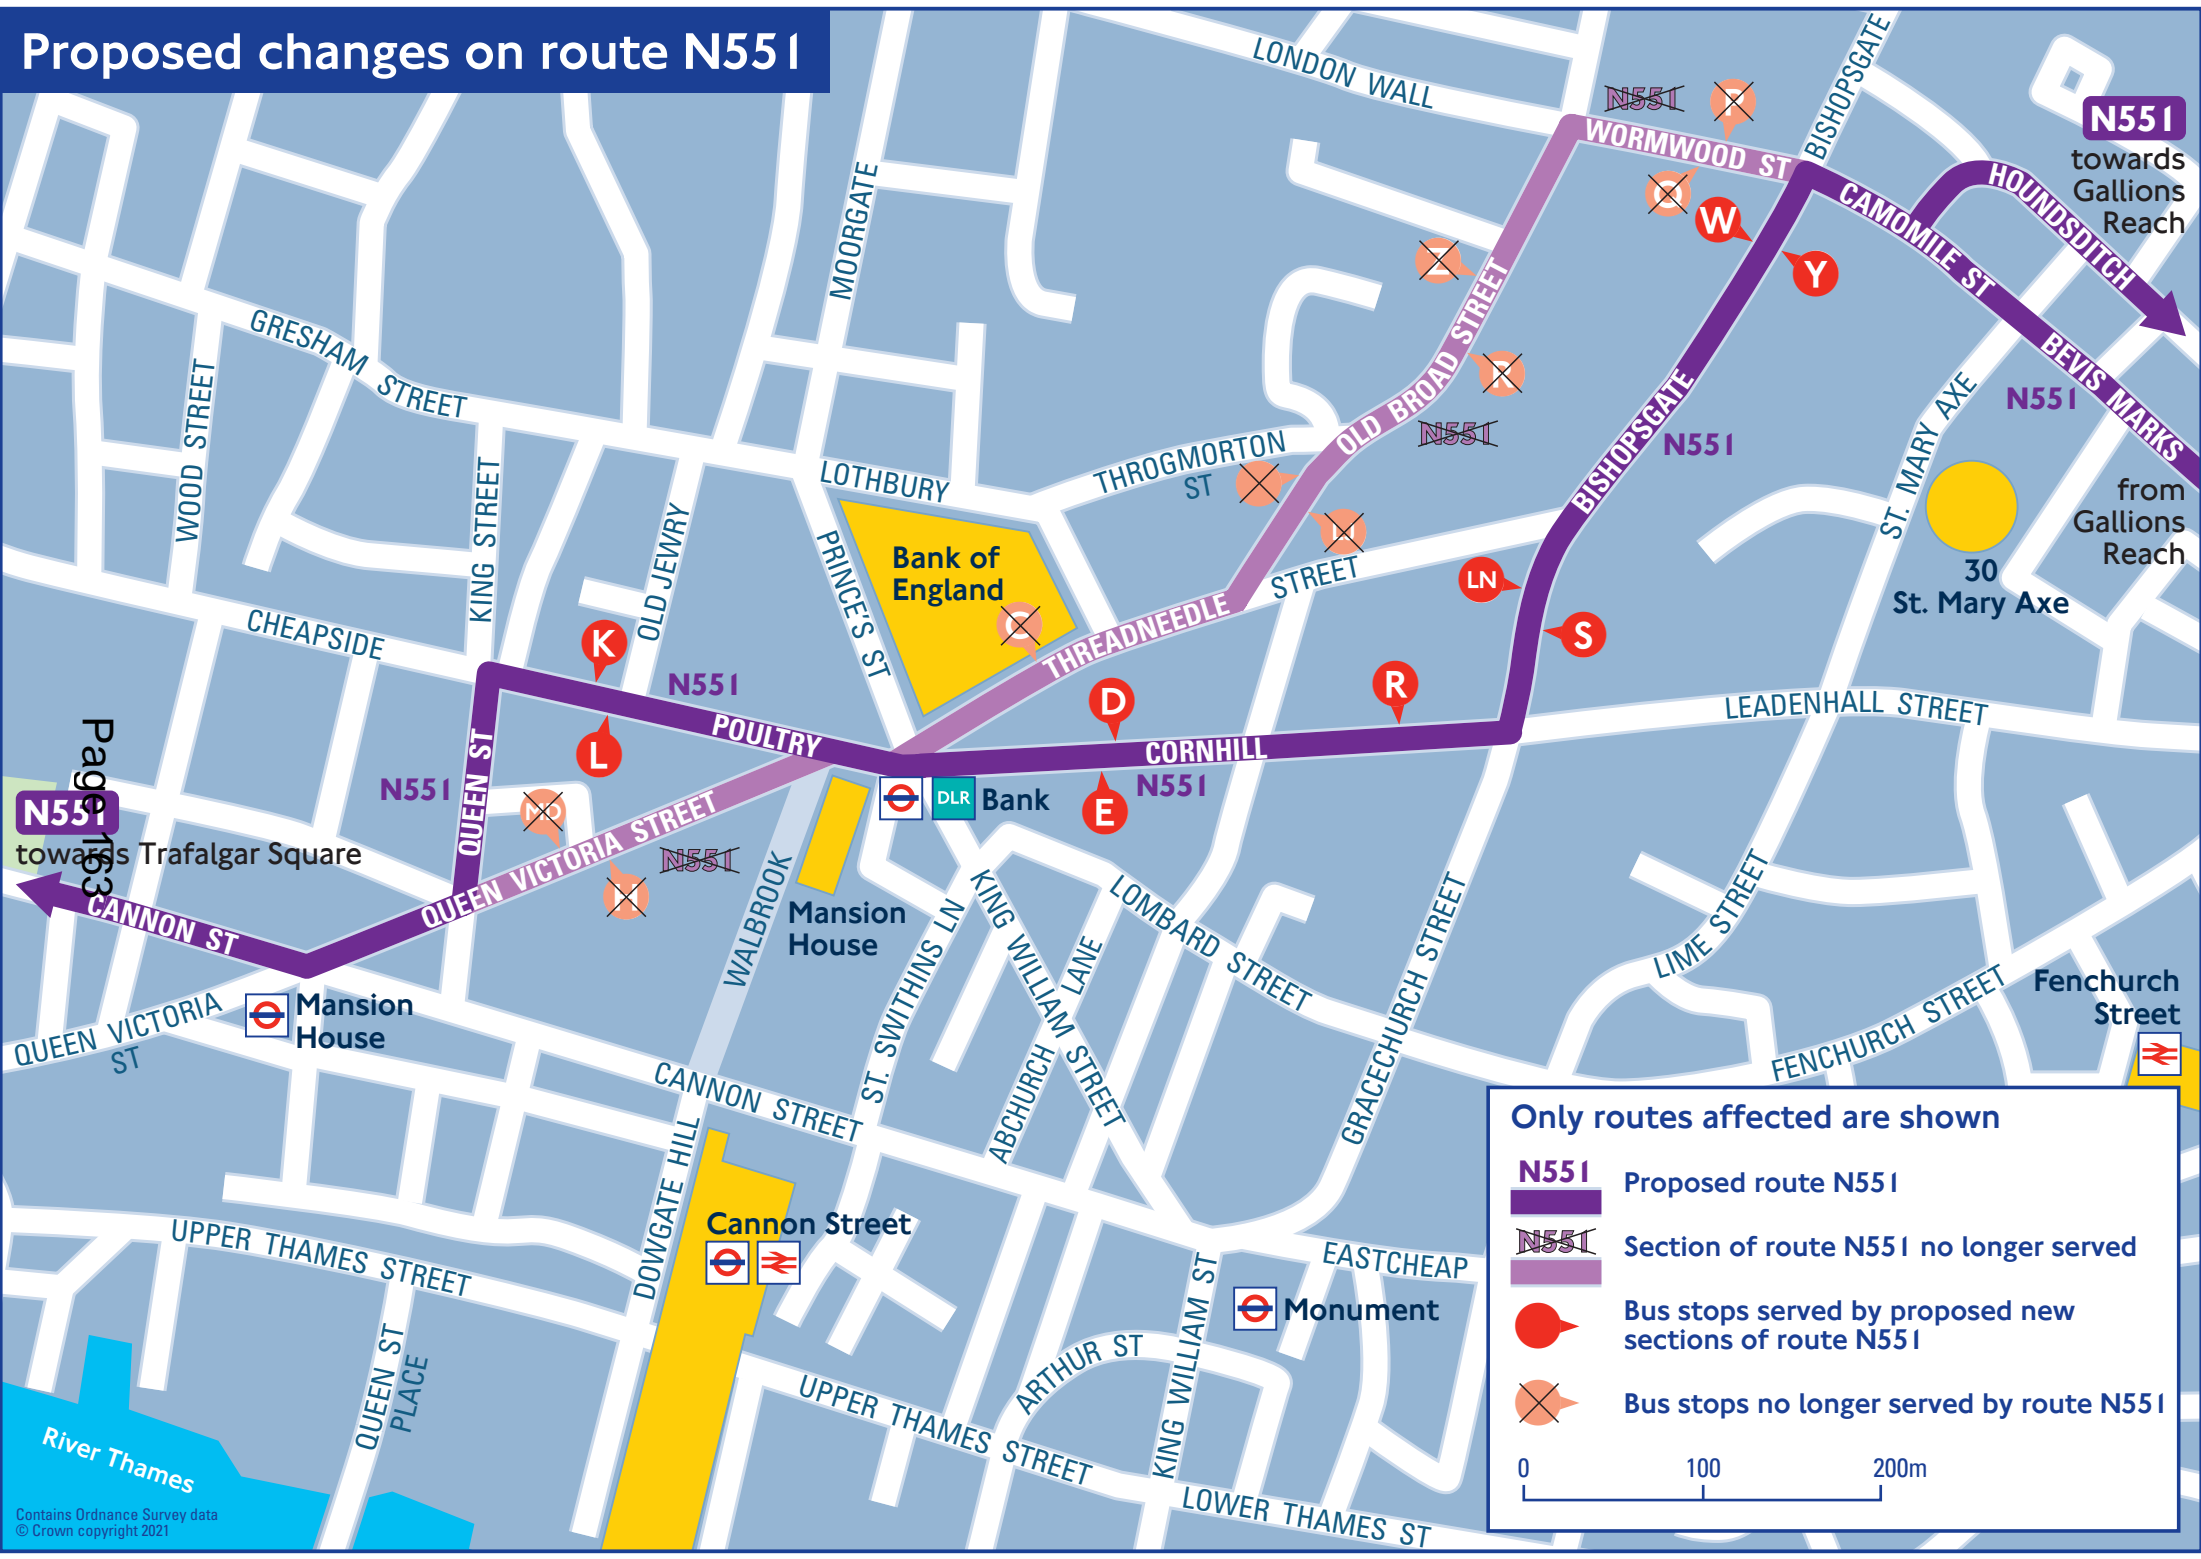 Proposed changes on route N551
LONDON WALL
BISHOPSGATE
N551
P
WORMWOOD ST
N551
towards
Gallions
Reach
HOUNDSDITCH
CAMOMILE ST
W
Y
Z
MOORGATE
OLD BROAD STREET
R
N551
BISHOPSGATE
N551
BEVIS MARKS
N551
from
Gallions
Reach
ST. MARY AXE
30
St. Mary Axe
GRESHAM STREET
WOOD STREET
KING STREET
OLD JEWRY
LOTHBURY
THROGMORTON
ST
PRINCE'S ST
Bank of
England
C
THREADNEEDLE
STREET
LN
S
CHEAPSIDE
K
N551
L
POULTRY
D
R
CORNHILL
N551
E
LEADENHALL STREET
DLR
Bank
QUEEN ST
N551
MD
Page 163
N551
towards Trafalgar Square
CANNON ST
QUEEN VICTORIA STREET
N551
H
WALBROOK
Mansion
House
ST. SWITHINS LN
KING WILLIAM STREET
ABCHURCH LANE
LOMBARD STREET
GRACECHURCH STREET
LIME STREET
FENCHURCH STREET
Fenchurch
Street
QUEEN VICTORIA
ST
Mansion
House
CANNON STREET
DOWGATE HILL
Cannon Street
UPPER THAMES STREET
QUEEN ST
PLACE
EASTCHEAP
Monument
ARTHUR ST
KING WILLIAM ST
UPPER THAMES STREET
LOWER THAMES ST
River Thames
Contains Ordnance Survey data
© Crown copyright 2021
Only routes affected are shown
N551
Proposed route N551
N551
Section of route N551 no longer served
Bus stops served by proposed new
sections of route N551
Bus stops no longer served by route N551
0 100 200m